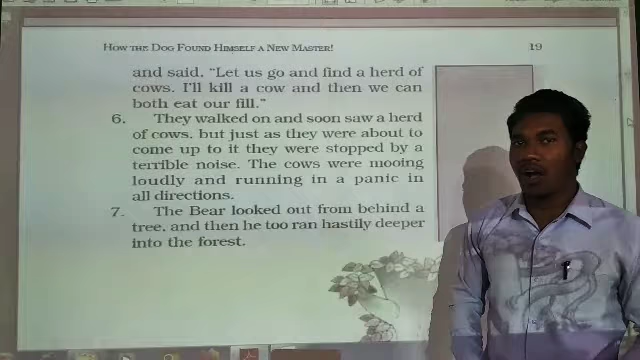 HOW THE DOG FOUND HIMSELF A NEW MASTER! 19
and said, "Let us go and find a herd of
cows. I'll kill a cow and then we can
both eat our fill."
6. They walked on and soon saw a herd
of cows, but just as they were about to
come up to it they were stopped by a
terrible noise. The cows were mooing
loudly and running in a panic in
all directions.
7. The Bear looked out from behind a
tree, and then he too ran hastily deeper
into the forest.